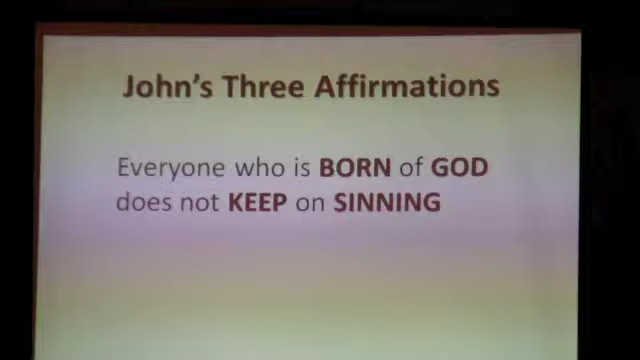 John's Three Affirmations
Everyone who is BORN of GOD
does not KEEP on SINNING